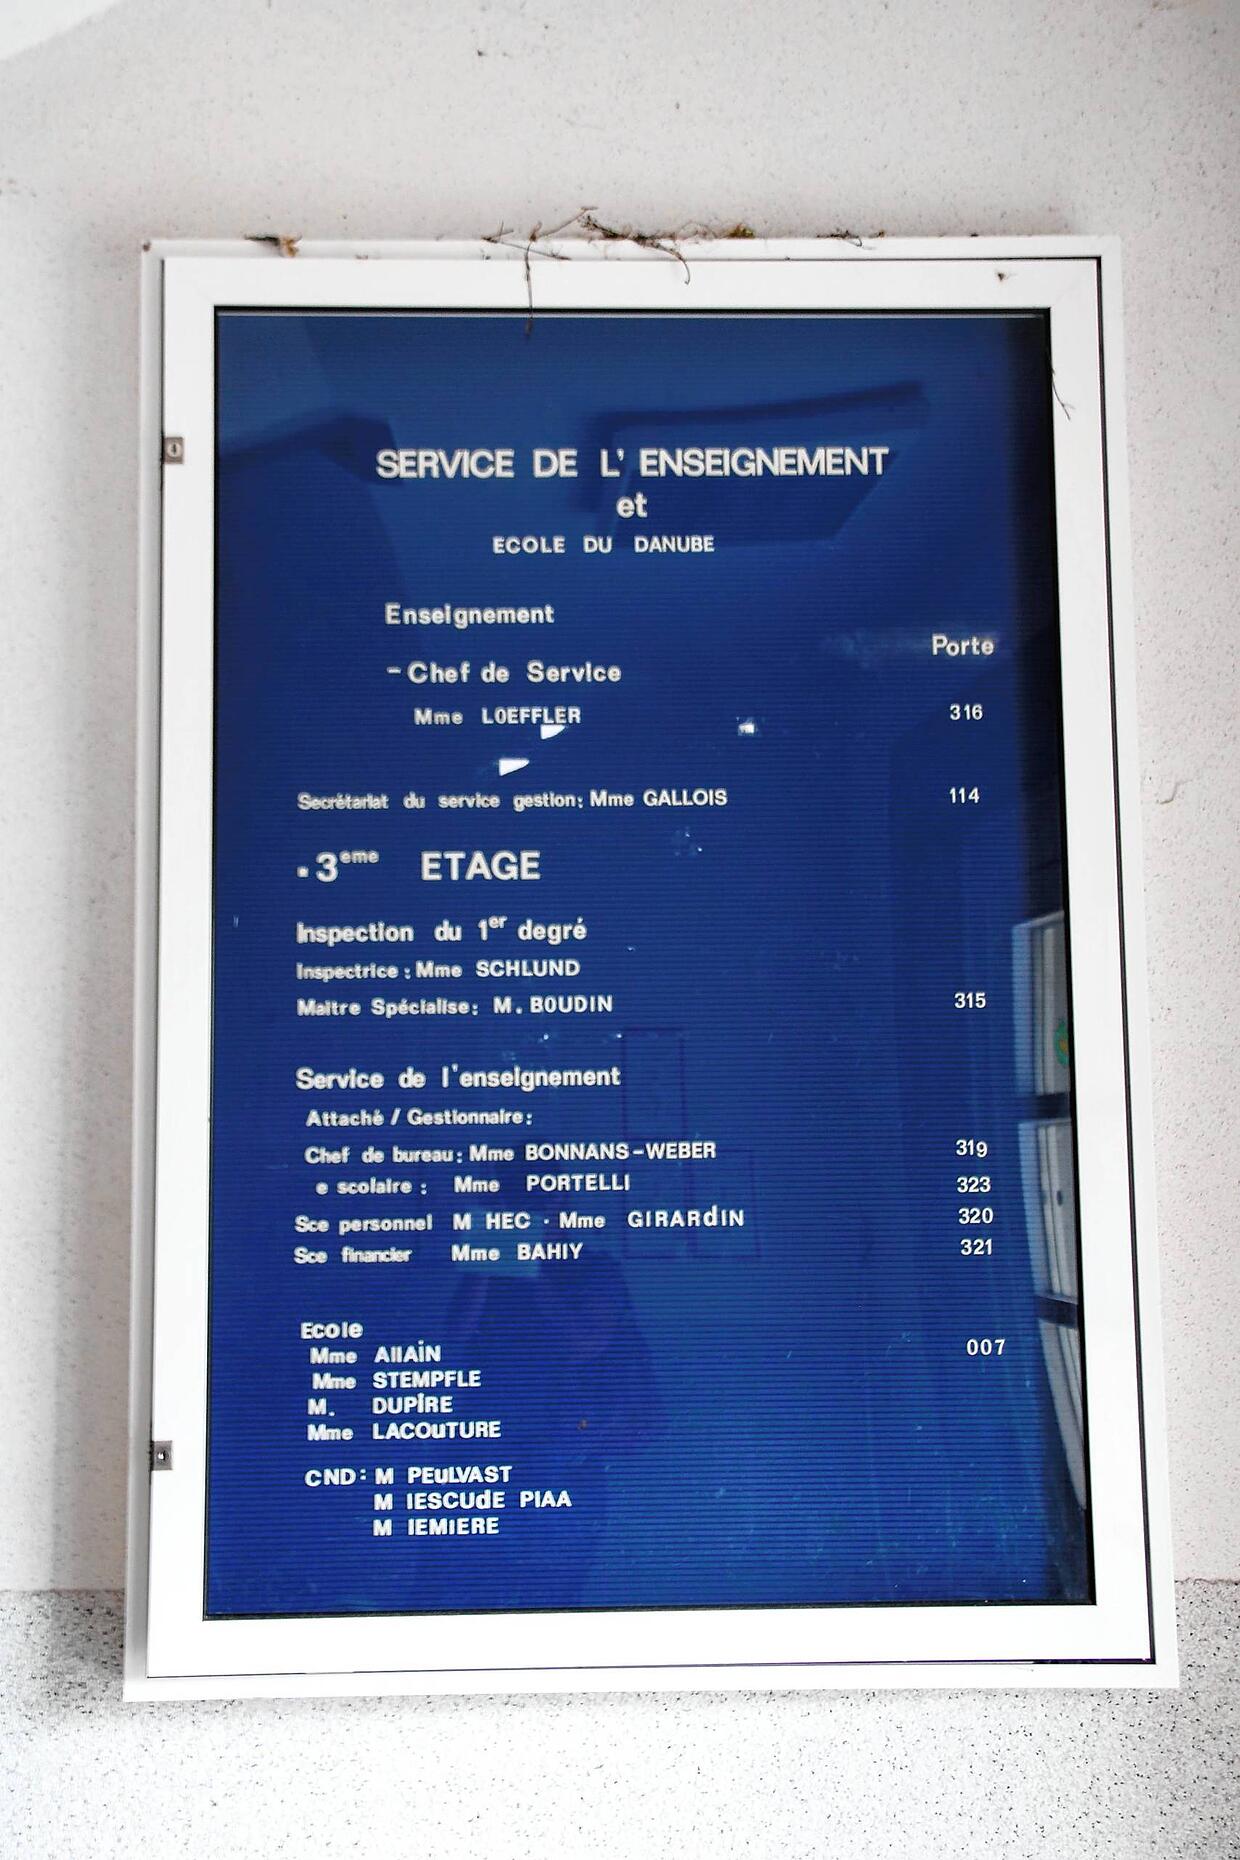 SERVICE DE L' ENSEIGNEMENT
et
ECOLE DU DANUBE
Enseignement
Porte
- Chef de Service
Mme LOEFFLER 316
Secrétariat du service gestion: Mme GALLOIS 114
. 3eme ETAGE
Inspection du 1er degré
Inspectrice : Mme SCHLUND
Maitre Spécialise: M. BOUDIN 315
Service de l'enseignement
Attaché / Gestionnaire:
Chef de bureau: Mme BONNANS-WEBER 319
e scolaire : Mme PORTELLI 323
Sce personnel M HEC . Mme GIRARdIN 320
Sce financier Mme BAHIY 321
Ecole
Mme AllAiN 007
Mme STEMPFLE
M. DUPÎRE
Mme LACOuTURE
CND: M PEuLVAST
M lESCUdE PIAA
M lEMiERE